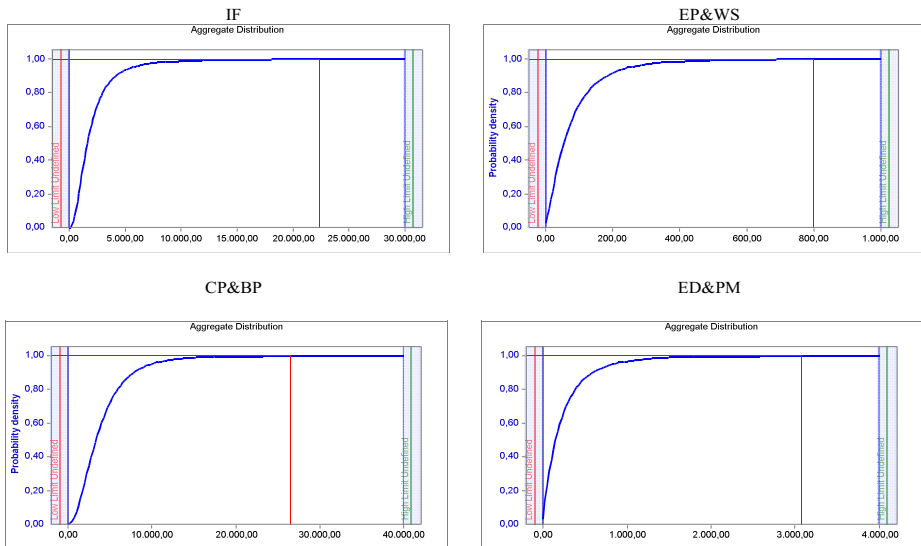 IF
Aggregate Distribution
1,00
0,80
0,60
0,40
0,20
0,00
Low Limit Undefined
High Limit Undefined
0,00 5.000,00 10.000,00 15.000,00 20.000,00 25.000,00 30.000,00
EP&WS
Aggregate Distribution
Probability density
1,00
0,80
0,60
0,40
0,20
0,00
Low Limit Undefined
High Limit Undefined
0,00 200,00 400,00 600,00 800,00 1.000,00
CP&BP
Aggregate Distribution
Probability density
1,00
0,80
0,60
0,40
0,20
0,00
Low Limit Undefined
High Limit Undefined
0,00 10.000,00 20.000,00 30.000,00 40.000,00
ED&PM
Aggregate Distribution
1,00
0,80
0,60
0,40
0,20
0,00
Low Limit Undefined
High Limit Undefined
0,00 1.000,00 2.000,00 3.000,00 4.000,00